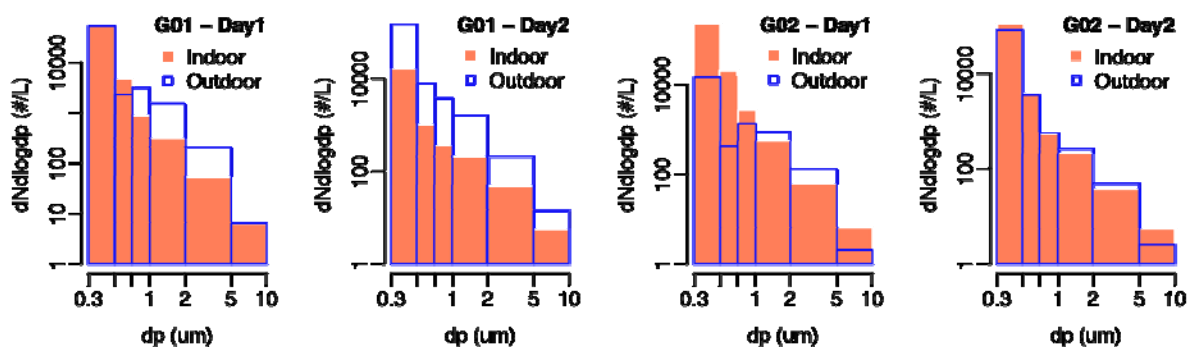 G01 – Day1
Indoor
Outdoor
dNdlogdp (#/L)
10000
100
10
1
0.3 1 2 5 10
dp (um)
G01 – Day2
Indoor
Outdoor
dNdlogdp (#/L)
10000
100
1
0.3 1 2 5 10
dp (um)
G02 – Day1
Indoor
Outdoor
dNdlogdp (#/L)
10000
100
1
0.3 1 2 5 10
dp (um)
G02 – Day2
Indoor
Outdoor
dNdlogdp (#/L)
10000
100
1
0.3 1 2 5 10
dp (um)